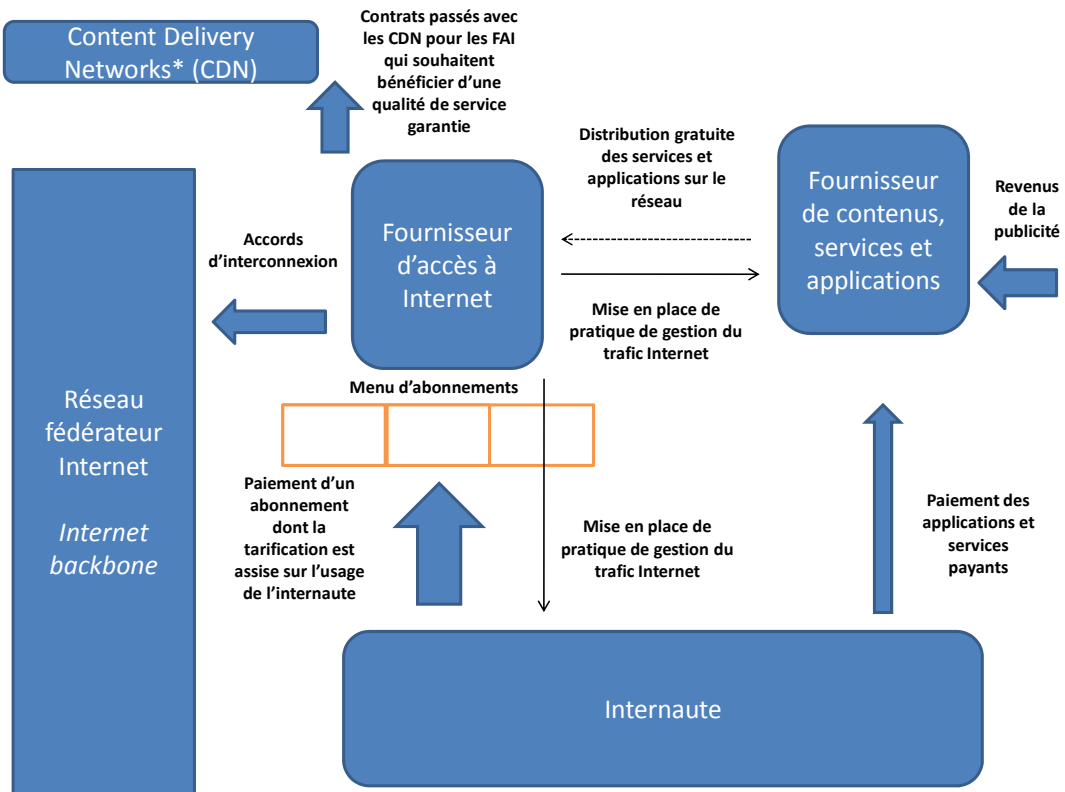 Content Delivery
Networks* (CDN)
Contrats passés avec
les CDN pour les FAI
qui souhaitent
bénéficier d’une
qualité de service
garantie
Distribution gratuite
des services et
applications sur le
réseau
Fournisseur
de contenus,
services et
applications
Revenus
de la
publicité
Accords
d’interconnexion
Fournisseur
d’accès à
Internet
Mise en place de
pratique de gestion du
trafic Internet
Menu d’abonnements
Réseau
fédérateur
Internet
Internet
backbone
Paiement d’un
abonnement
dont la
tarification est
assise sur l’usage
de l’internaute
Mise en place de
pratique de gestion du
trafic Internet
Paiement des
applications et
services
payants
Internaute